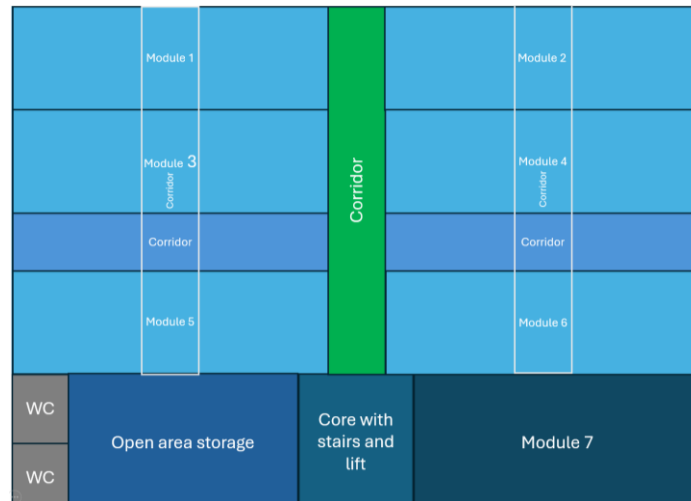 Module 1
Module 2
Module 3
Corridor
Corridor
Module 4
Corridor
Corridor
Corridor
Module 5
Module 6
WC
WC
Open area storage
Core with
stairs and
lift
Module 7